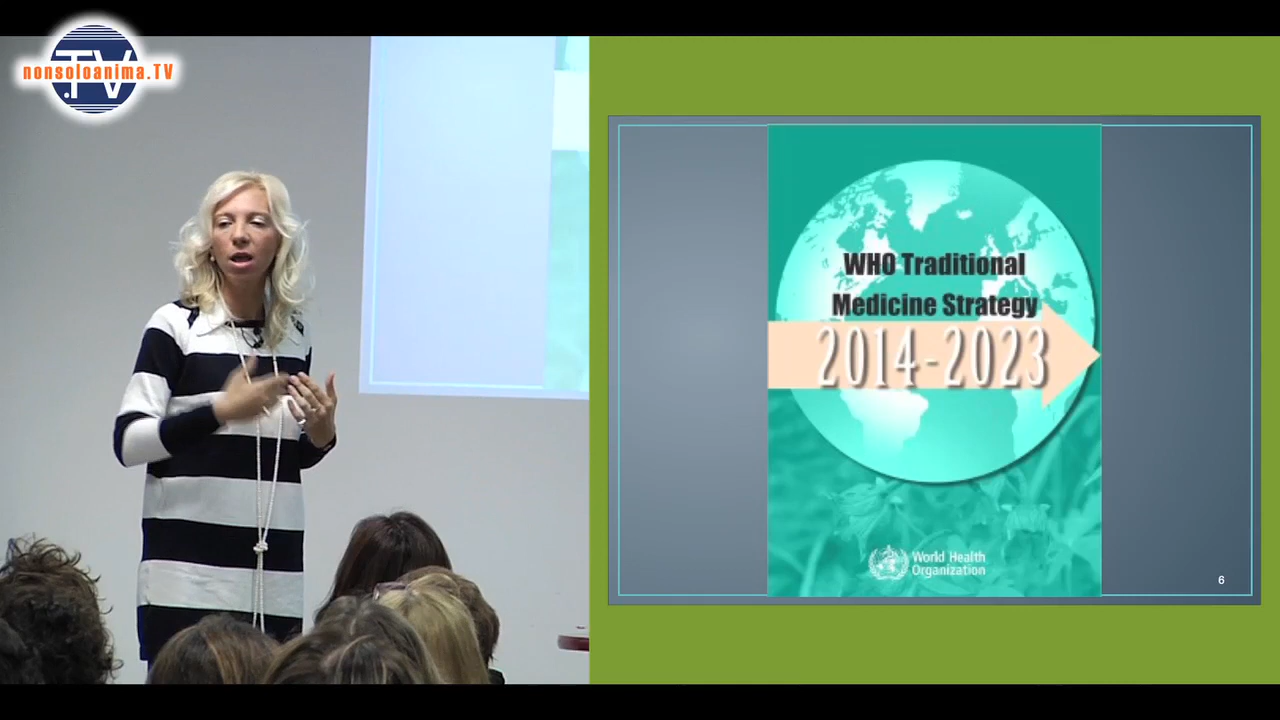 .TV
nonsoloanima.TV
WHO Traditional
Medicine Strategy
2014-2023
World Health
Organization
6